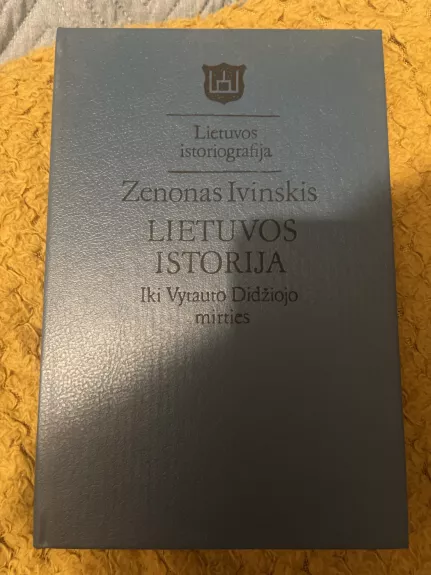 Lietuvos
istoriografija
Zenonas Ivinskis
LIETUVOS
ISTORIJA
Iki Vytauto Didžiojo
mirties